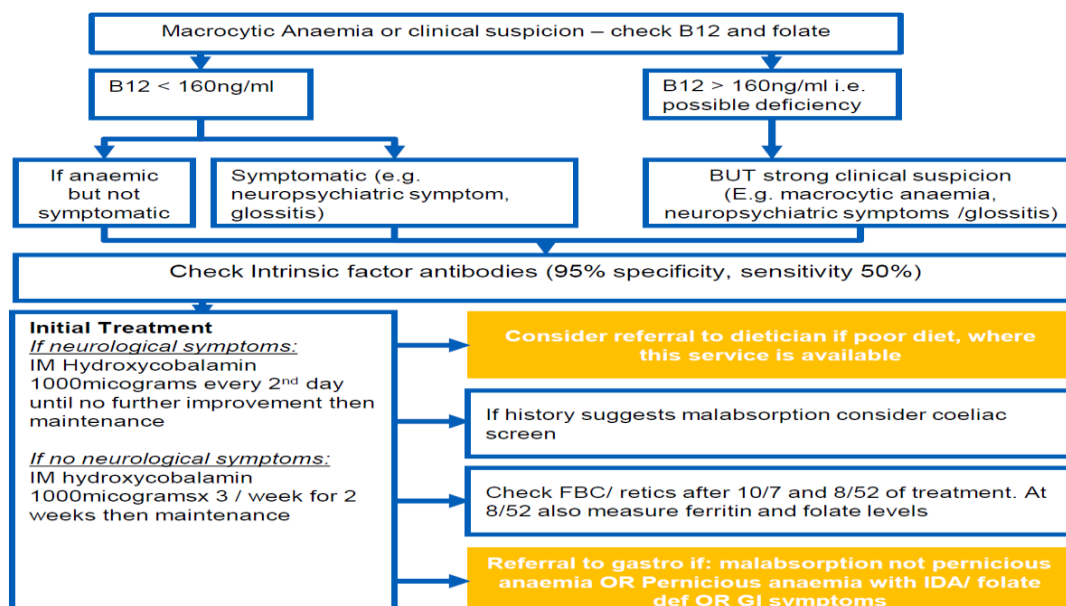 Macrocytic Anaemia or clinical suspicion – check B12 and folate
B12 < 160ng/ml
B12 > 160ng/ml i.e.
possible deficiency
If anaemic
but not
symptomatic
Symptomatic (e.g.
neuropsychiatric symptom,
glossitis)
BUT strong clinical suspicion
(E.g. macrocytic anaemia,
neuropsychiatric symptoms /glossitis)
Check Intrinsic factor antibodies (95% specificity, sensitivity 50%)
Initial Treatment
If neurological symptoms:
IM Hydroxycobalamin
1000micograms every 2nd day
until no further improvement then
maintenance
If no neurological symptoms:
IM hydroxycobalamin
1000microgramsx 3 / week for 2
weeks then maintenance
Consider referral to dietician if poor diet, where
this service is available
If history suggests malabsorption consider coeliac
screen
Check FBC/ retics after 10/7 and 8/52 of treatment. At
8/52 also measure ferritin and folate levels
Referral to gastro if: malabsorption not pernicious
anaemia OR Pernicious anaemia with IDA/ folate
def OR GI symptoms